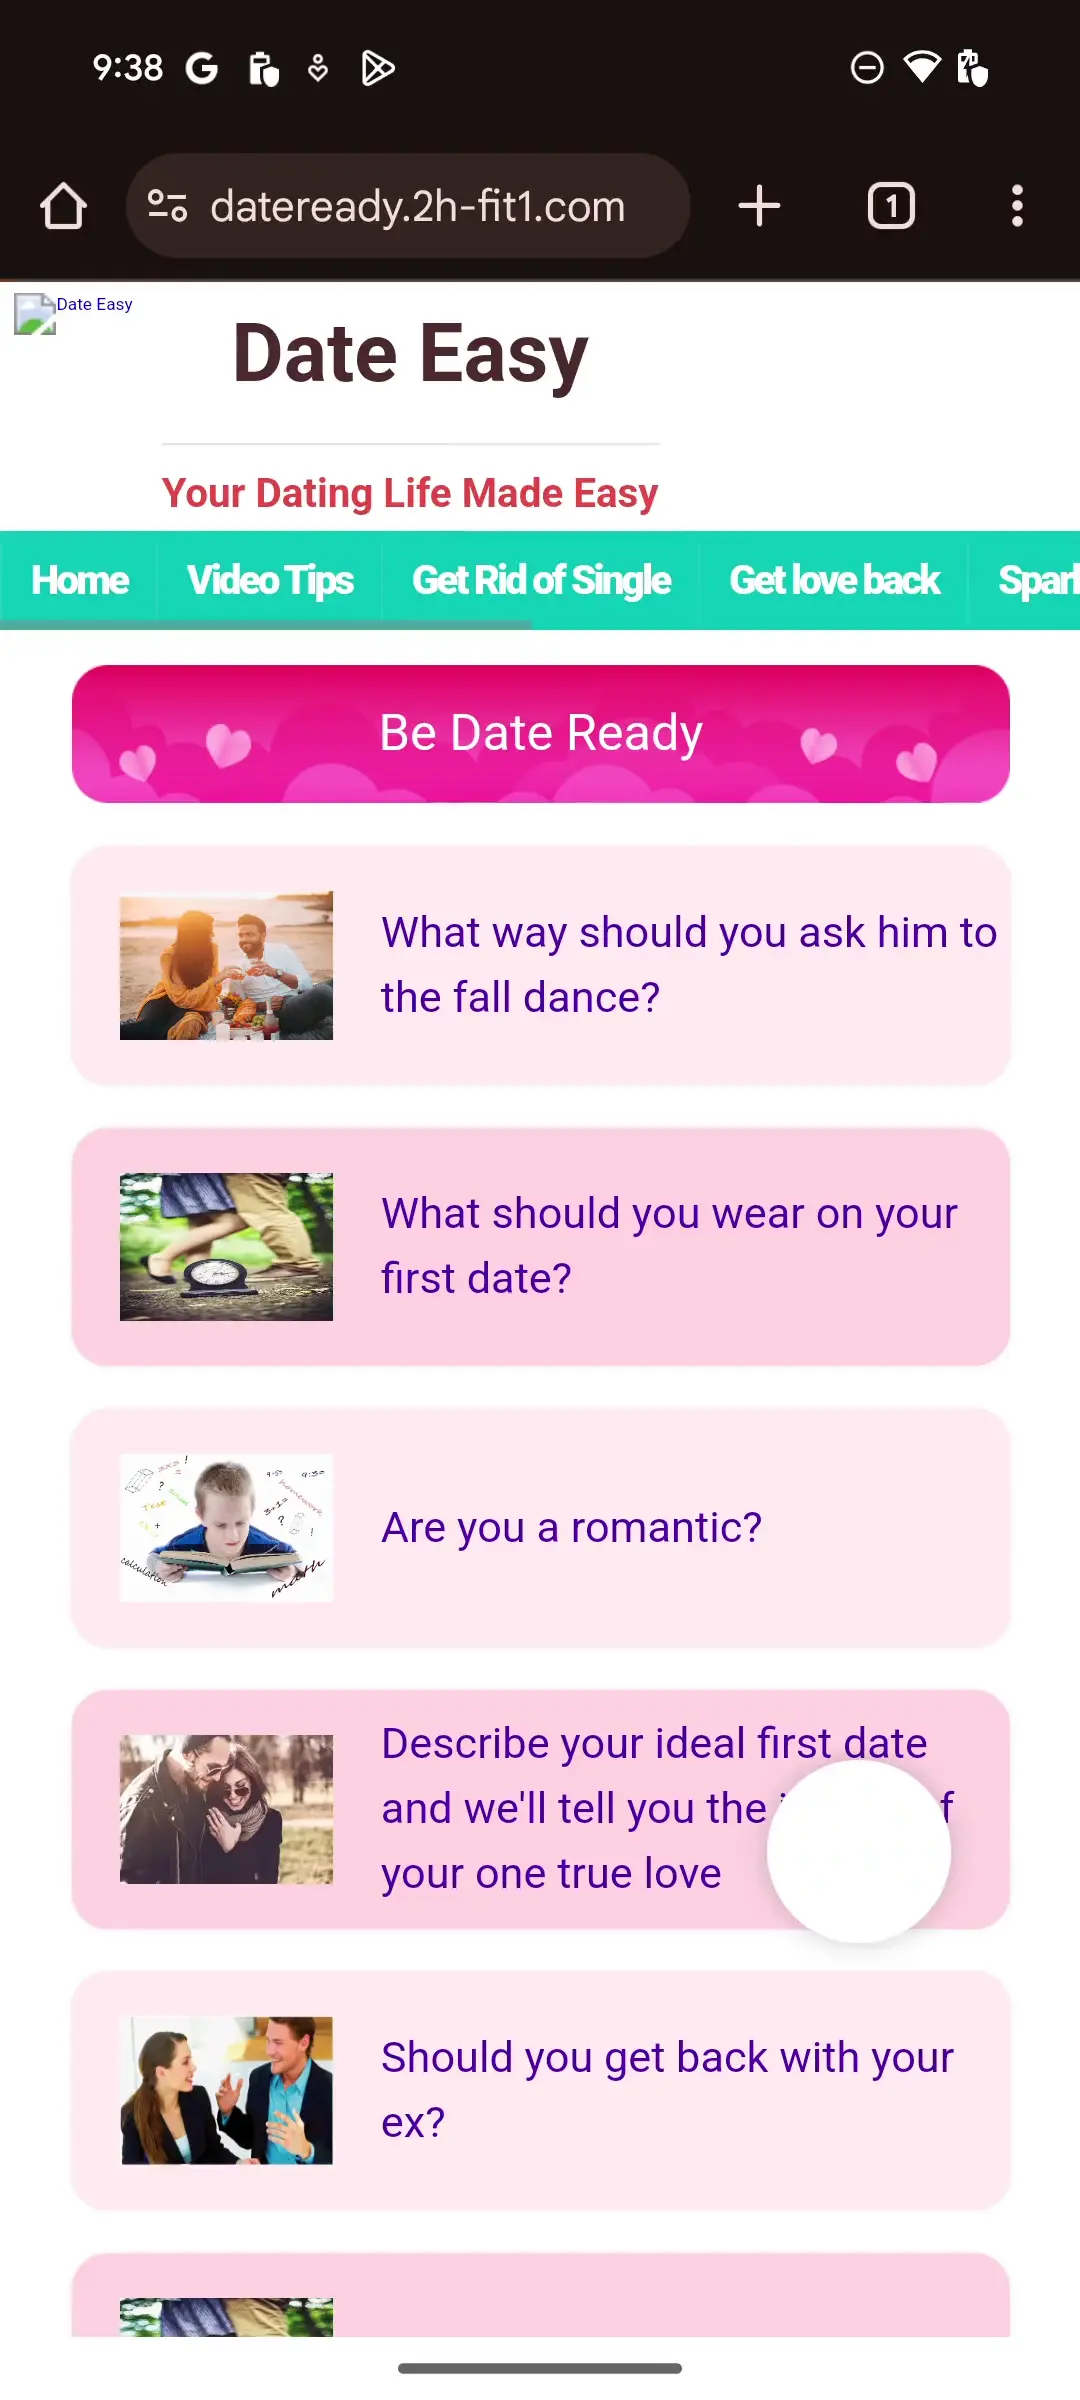 9:38
dateready.2h-fit1.com
1
Date Easy
Date Easy
Your Dating Life Made Easy
Home Video Tips Get Rid of Single Get love back Spar
Be Date Ready
What way should you ask him to
the fall dance?
What should you wear on your
first date?
Are you a romantic?
Describe your ideal first date
and we'll tell you the f
your one true love
Should you get back with your
ex?